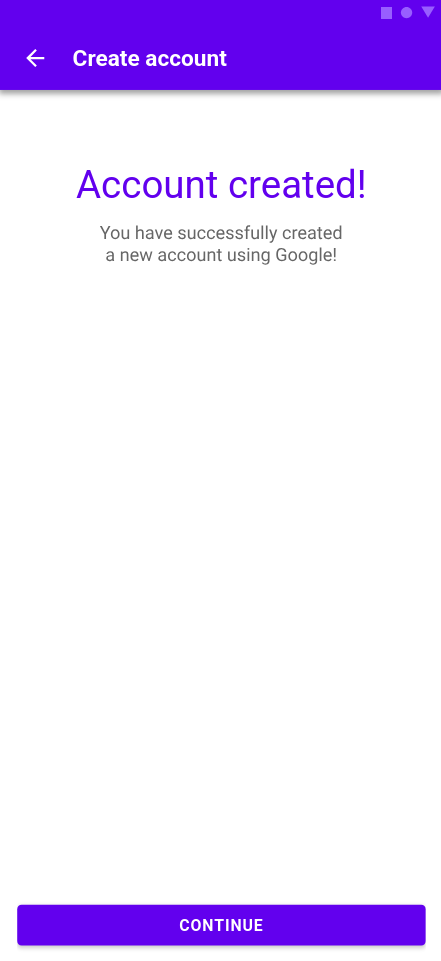 Create account
Account created!
You have successfully created
a new account using Google!
CONTINUE